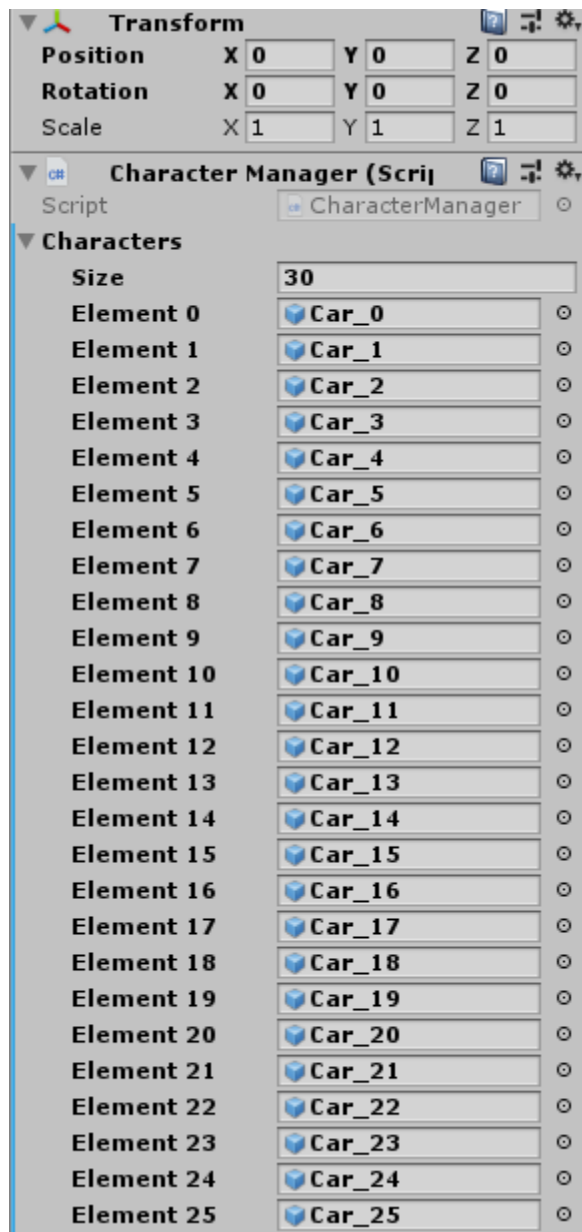 Transform
Position X 0 Y 0 Z 0
Rotation X 0 Y 0 Z 0
Scale X 1 Y 1 Z 1
Character Manager (Scrip
Script CharacterManager
Characters
Size 30
Element 0 Car_0
Element 1 Car_1
Element 2 Car_2
Element 3 Car_3
Element 4 Car_4
Element 5 Car_5
Element 6 Car_6
Element 7 Car_7
Element 8 Car_8
Element 9 Car_9
Element 10 Car_10
Element 11 Car_11
Element 12 Car_12
Element 13 Car_13
Element 14 Car_14
Element 15 Car_15
Element 16 Car_16
Element 17 Car_17
Element 18 Car_18
Element 19 Car_19
Element 20 Car_20
Element 21 Car_21
Element 22 Car_22
Element 23 Car_23
Element 24 Car_24
Element 25 Car_25